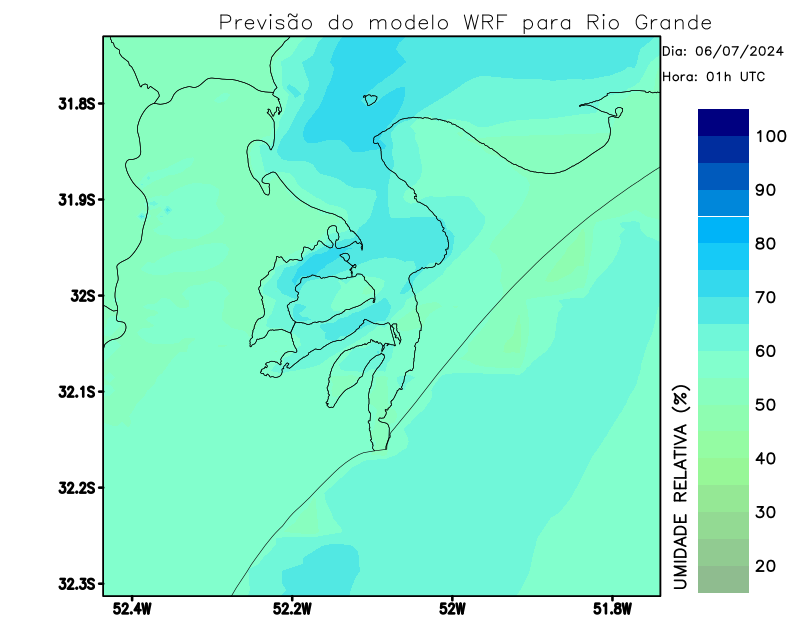 Previsão do modelo WRF para Rio Grande
Dia: 06/07/2024
Hora: 01h UTC
31.8S
31.9S
32S
32.1S
32.2S
32.3S
52.4W
52.2W
52W
51.8W
100
90
80
70
60
50
40
30
20
UMIDADE RELATIVA (%)